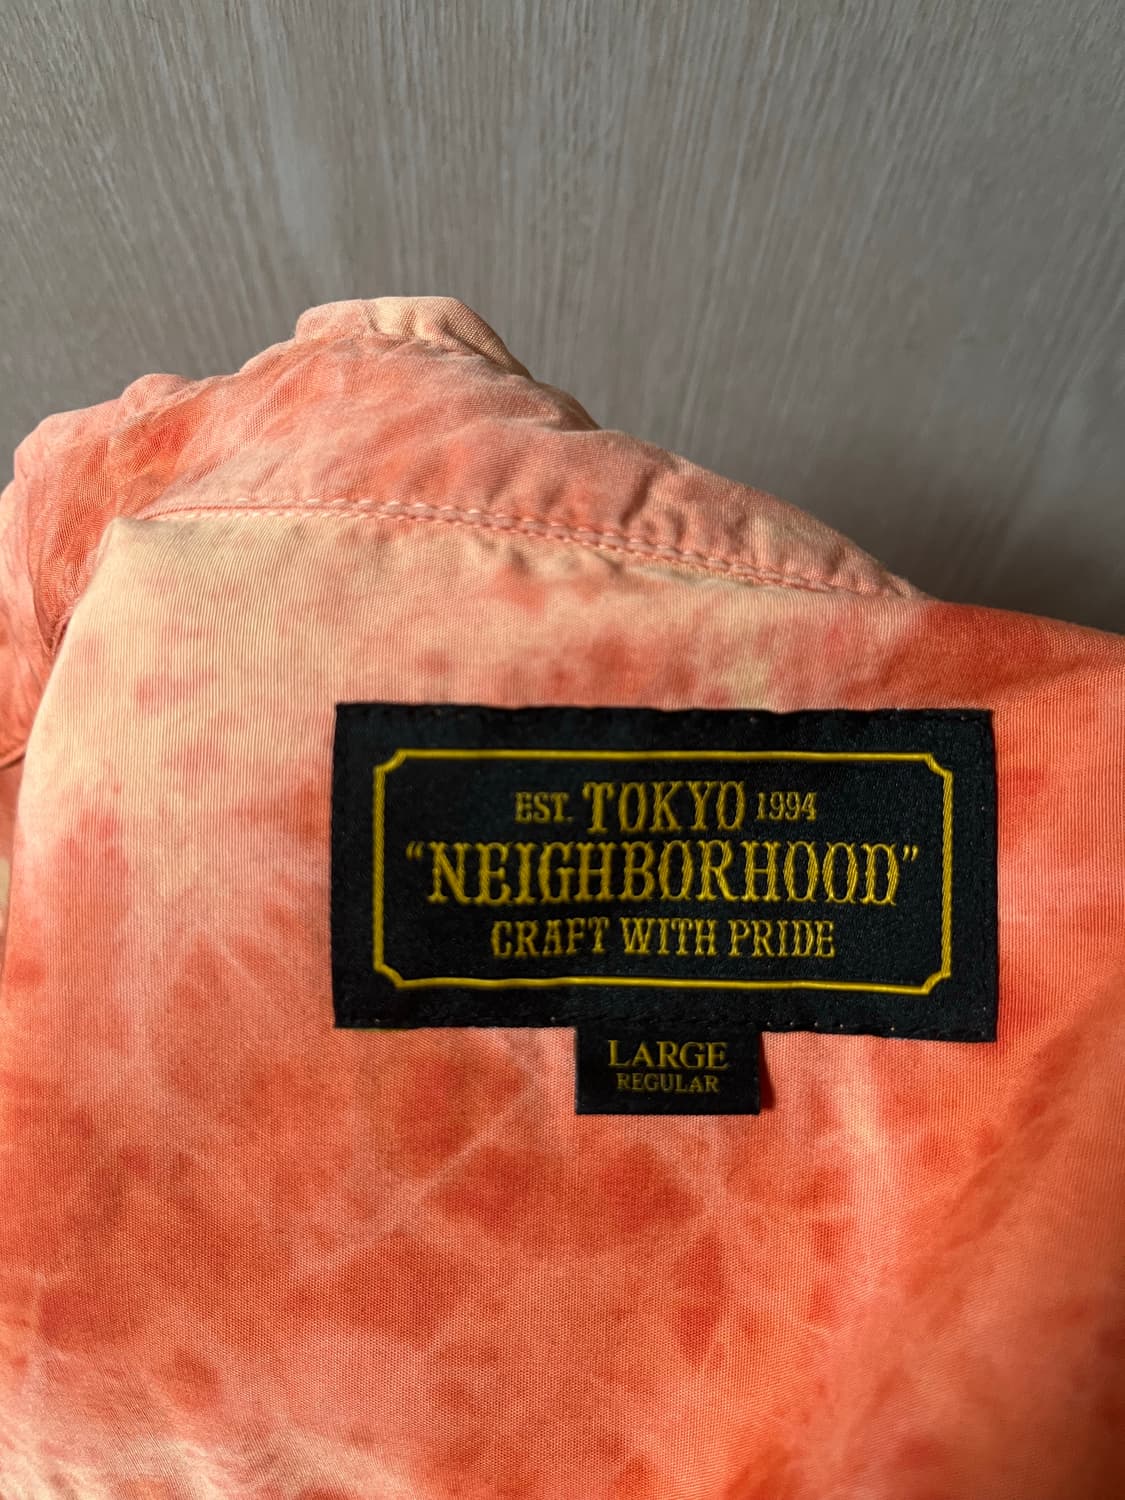 EST. TOKYO 1994
“NEIGHBORHOOD”
CRAFT WITH PRIDE
LARGE
REGULAR